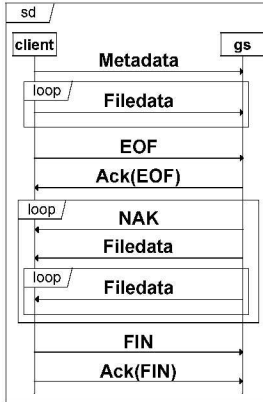 sd
client gs
Metadata
loop
Filedata
EOF
Ack(EOF)
loop
NAK
Filedata
loop
Filedata
FIN
Ack(FIN)